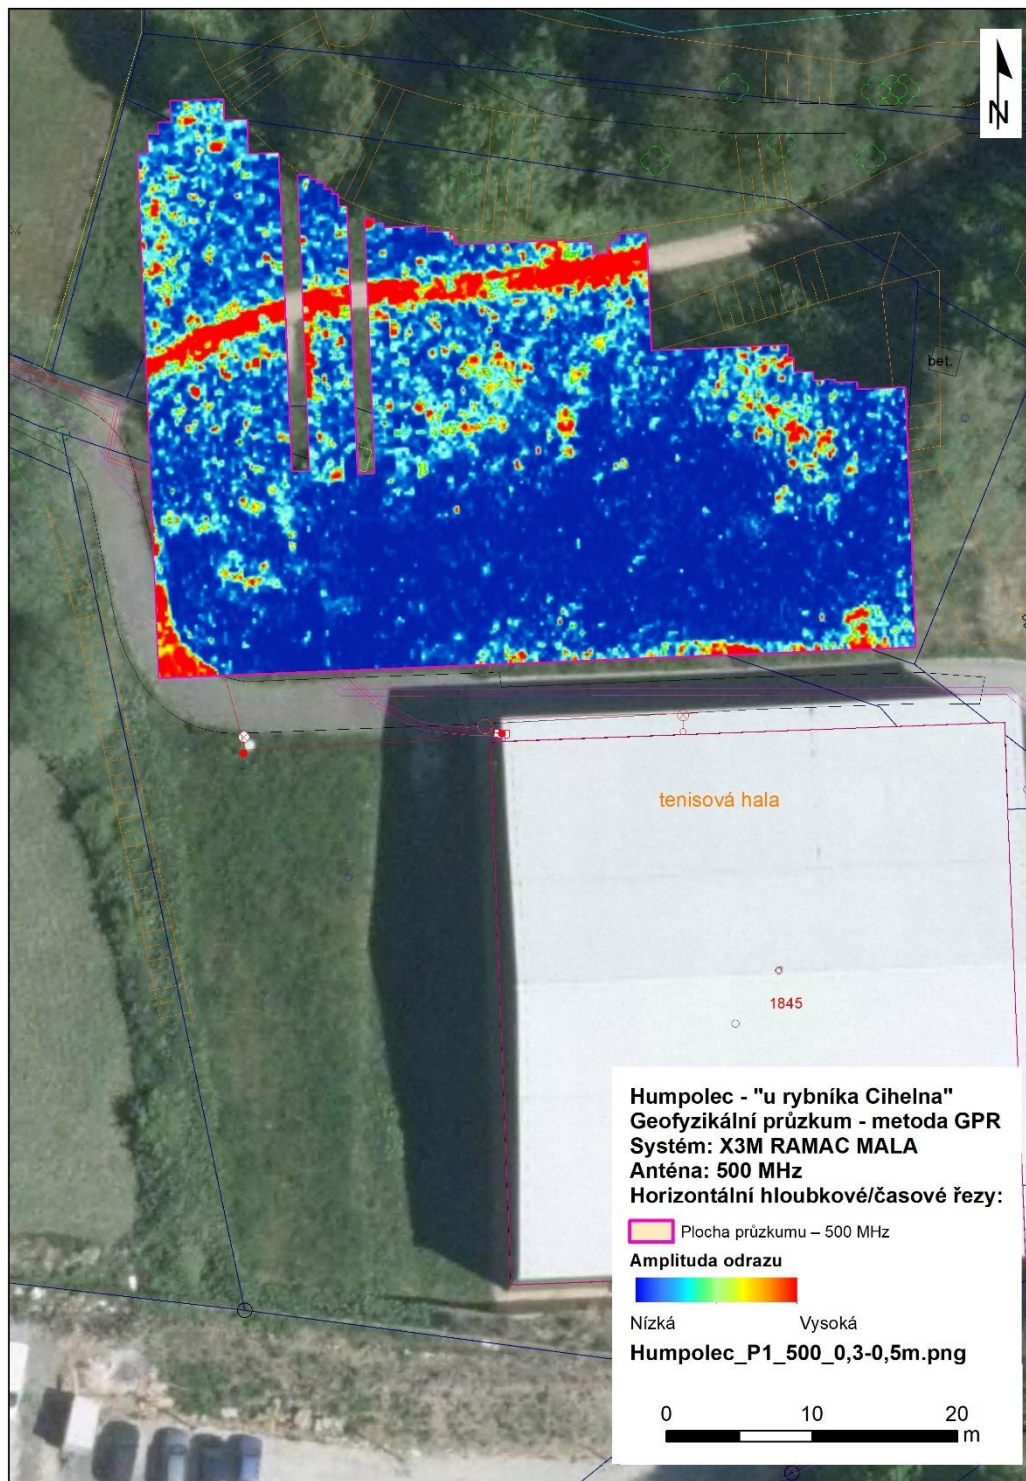 N
bet.
tenisová hala
1845
Humpolec - "u rybníka Cihelna"
Geofyzikální průzkum - metoda GPR
Systém: X3M RAMAC MALA
Anténa: 500 MHz
Horizontální hloubkové/časové řezy:
Plocha průzkumu – 500 MHz
Amplituda odrazu
Nízká Vysoká
Humpolec_P1_500_0,3-0,5m.png
0 10 20
m